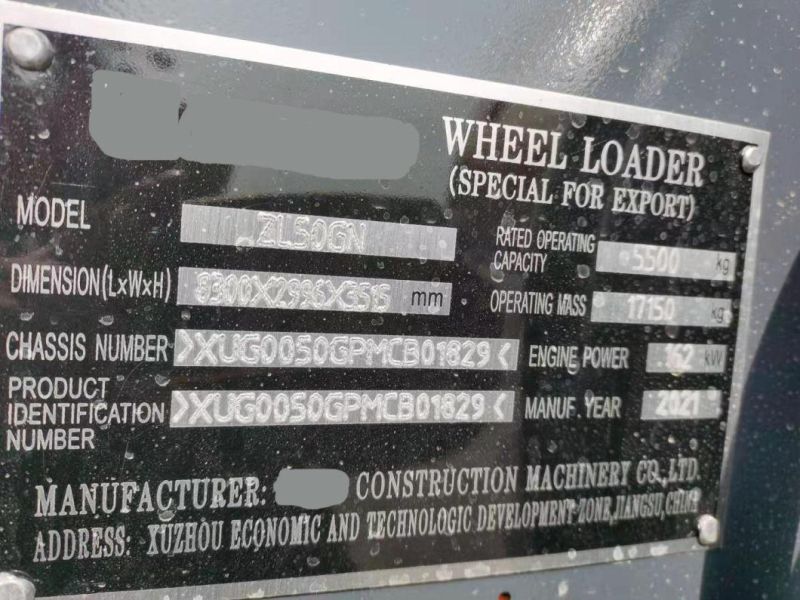 WHEEL LOADER
(SPECIAL FOR EXPORT)
MODEL ZL50GN
RATED OPERATING CAPACITY 5500 kg
DIMENSION(LxWxH) 8300X2996X3515 mm
OPERATING MASS 17150 kg
CHASSIS NUMBER >XUG0050GPMCB01829<
ENGINE POWER 162 kW
PRODUCT
IDENTIFICATION
NUMBER >XUG0050GPMCB01829<
MANUF. YEAR 2021
MANUFACTURER: CONSTRUCTION MACHINERY CO.,LTD.
ADDRESS: XUZHOU ECONOMIC AND TECHNOLOGIC DEVELOPMENT ZONE,JIANGSU,CHINA